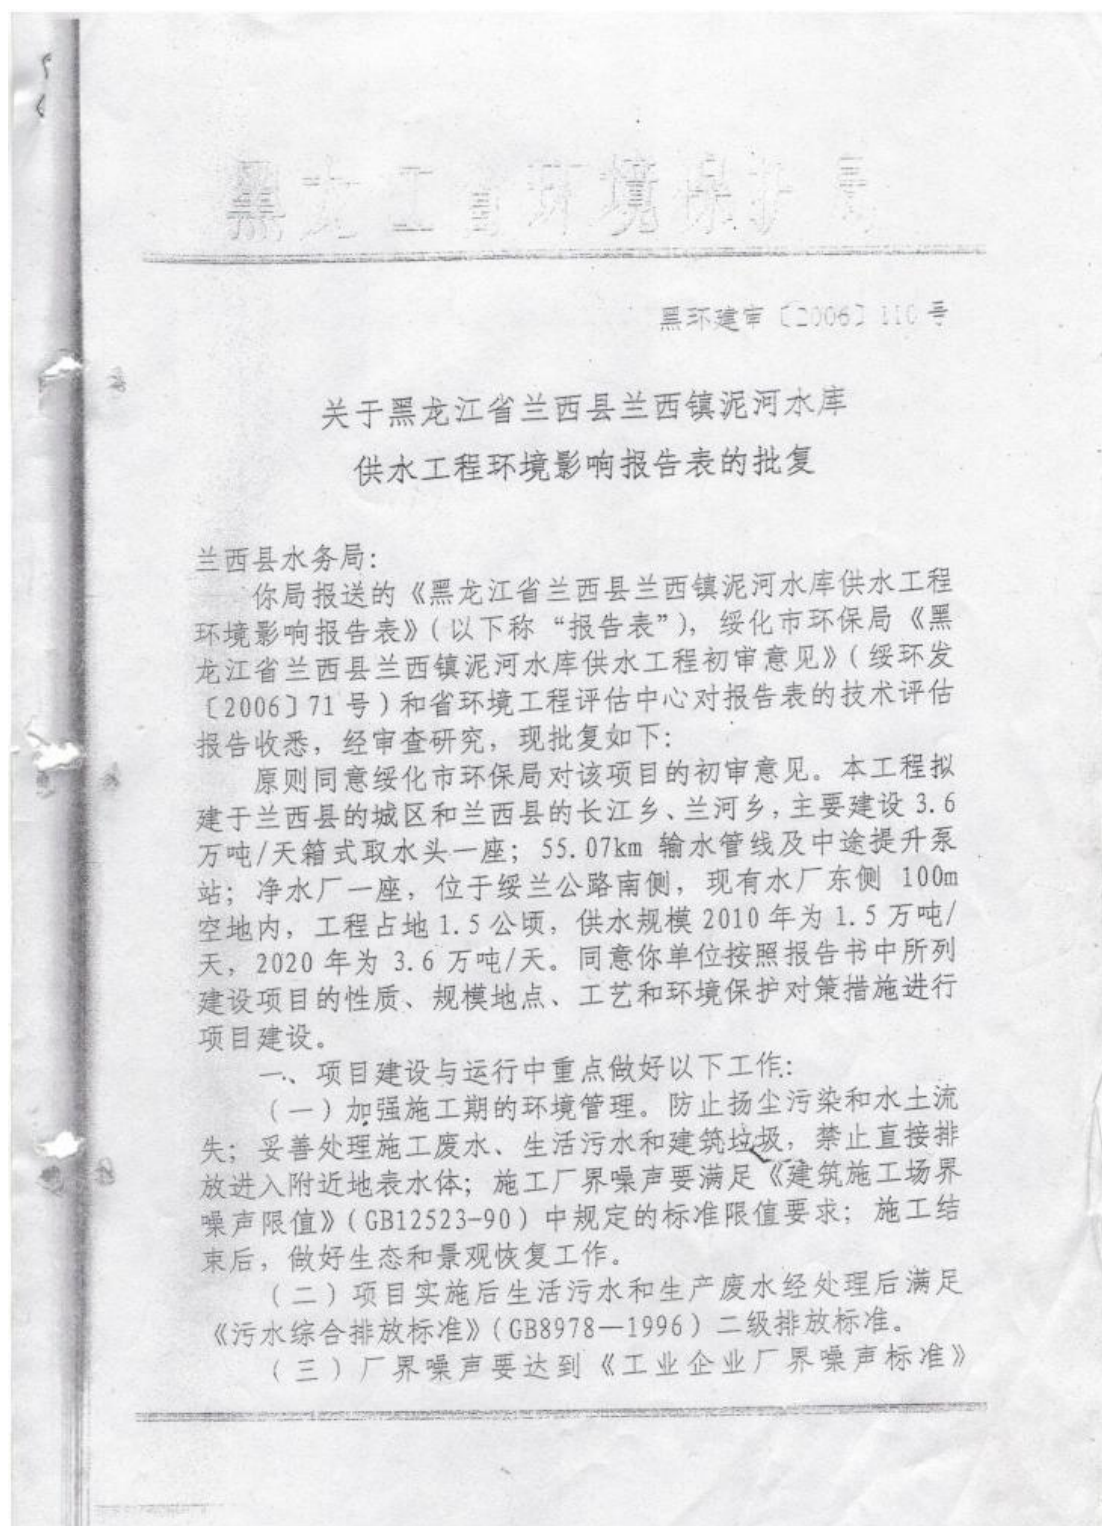 黑龙江省环境保护局
黑环建审〔2006〕110号
关于黑龙江省兰西县兰西镇泥河水库
供水工程环境影响报告表的批复
兰西县水务局：
你局报送的《黑龙江省兰西县兰西镇泥河水库供水工程
环境影响报告表》（以下称“报告表”），绥化市环保局《黑
龙江省兰西县兰西镇泥河水库供水工程初审意见》（绥环发
〔2006〕71号）和省环境工程评估中心对报告表的技术评估
报告收悉，经审查研究，现批复如下：
原则同意绥化市环保局对该项目的初审意见。本工程拟
建于兰西县的城区和兰西县的长江乡、兰河乡，主要建设3.6
万吨/天箱式取水头一座；55.07km 输水管线及中途提升泵
站；净水厂一座，位于绥兰公路南侧，现有水厂东侧 100m
空地内，工程占地1.5公顷，供水规模2010年为1.5万吨/
天，2020年为3.6万吨/天。同意你单位按照报告书中所列
建设项目的性质、规模地点、工艺和环境保护对策措施进行
项目建设。
一、项目建设与运行中重点做好以下工作：
（一）加强施工期的环境管理。防止扬尘污染和水土流
失；妥善处理施工废水、生活污水和建筑垃圾，禁止直接排
放进入附近地表水体；施工厂界噪声要满足《建筑施工场界
噪声限值》（GB12523-90）中规定的标准限值要求；施工结
束后，做好生态和景观恢复工作。
（二）项目实施后生活污水和生产废水经处理后满足
《污水综合排放标准》（GB8978—1996）二级排放标准。
（三）厂界噪声要达到《工业企业厂界噪声标准》